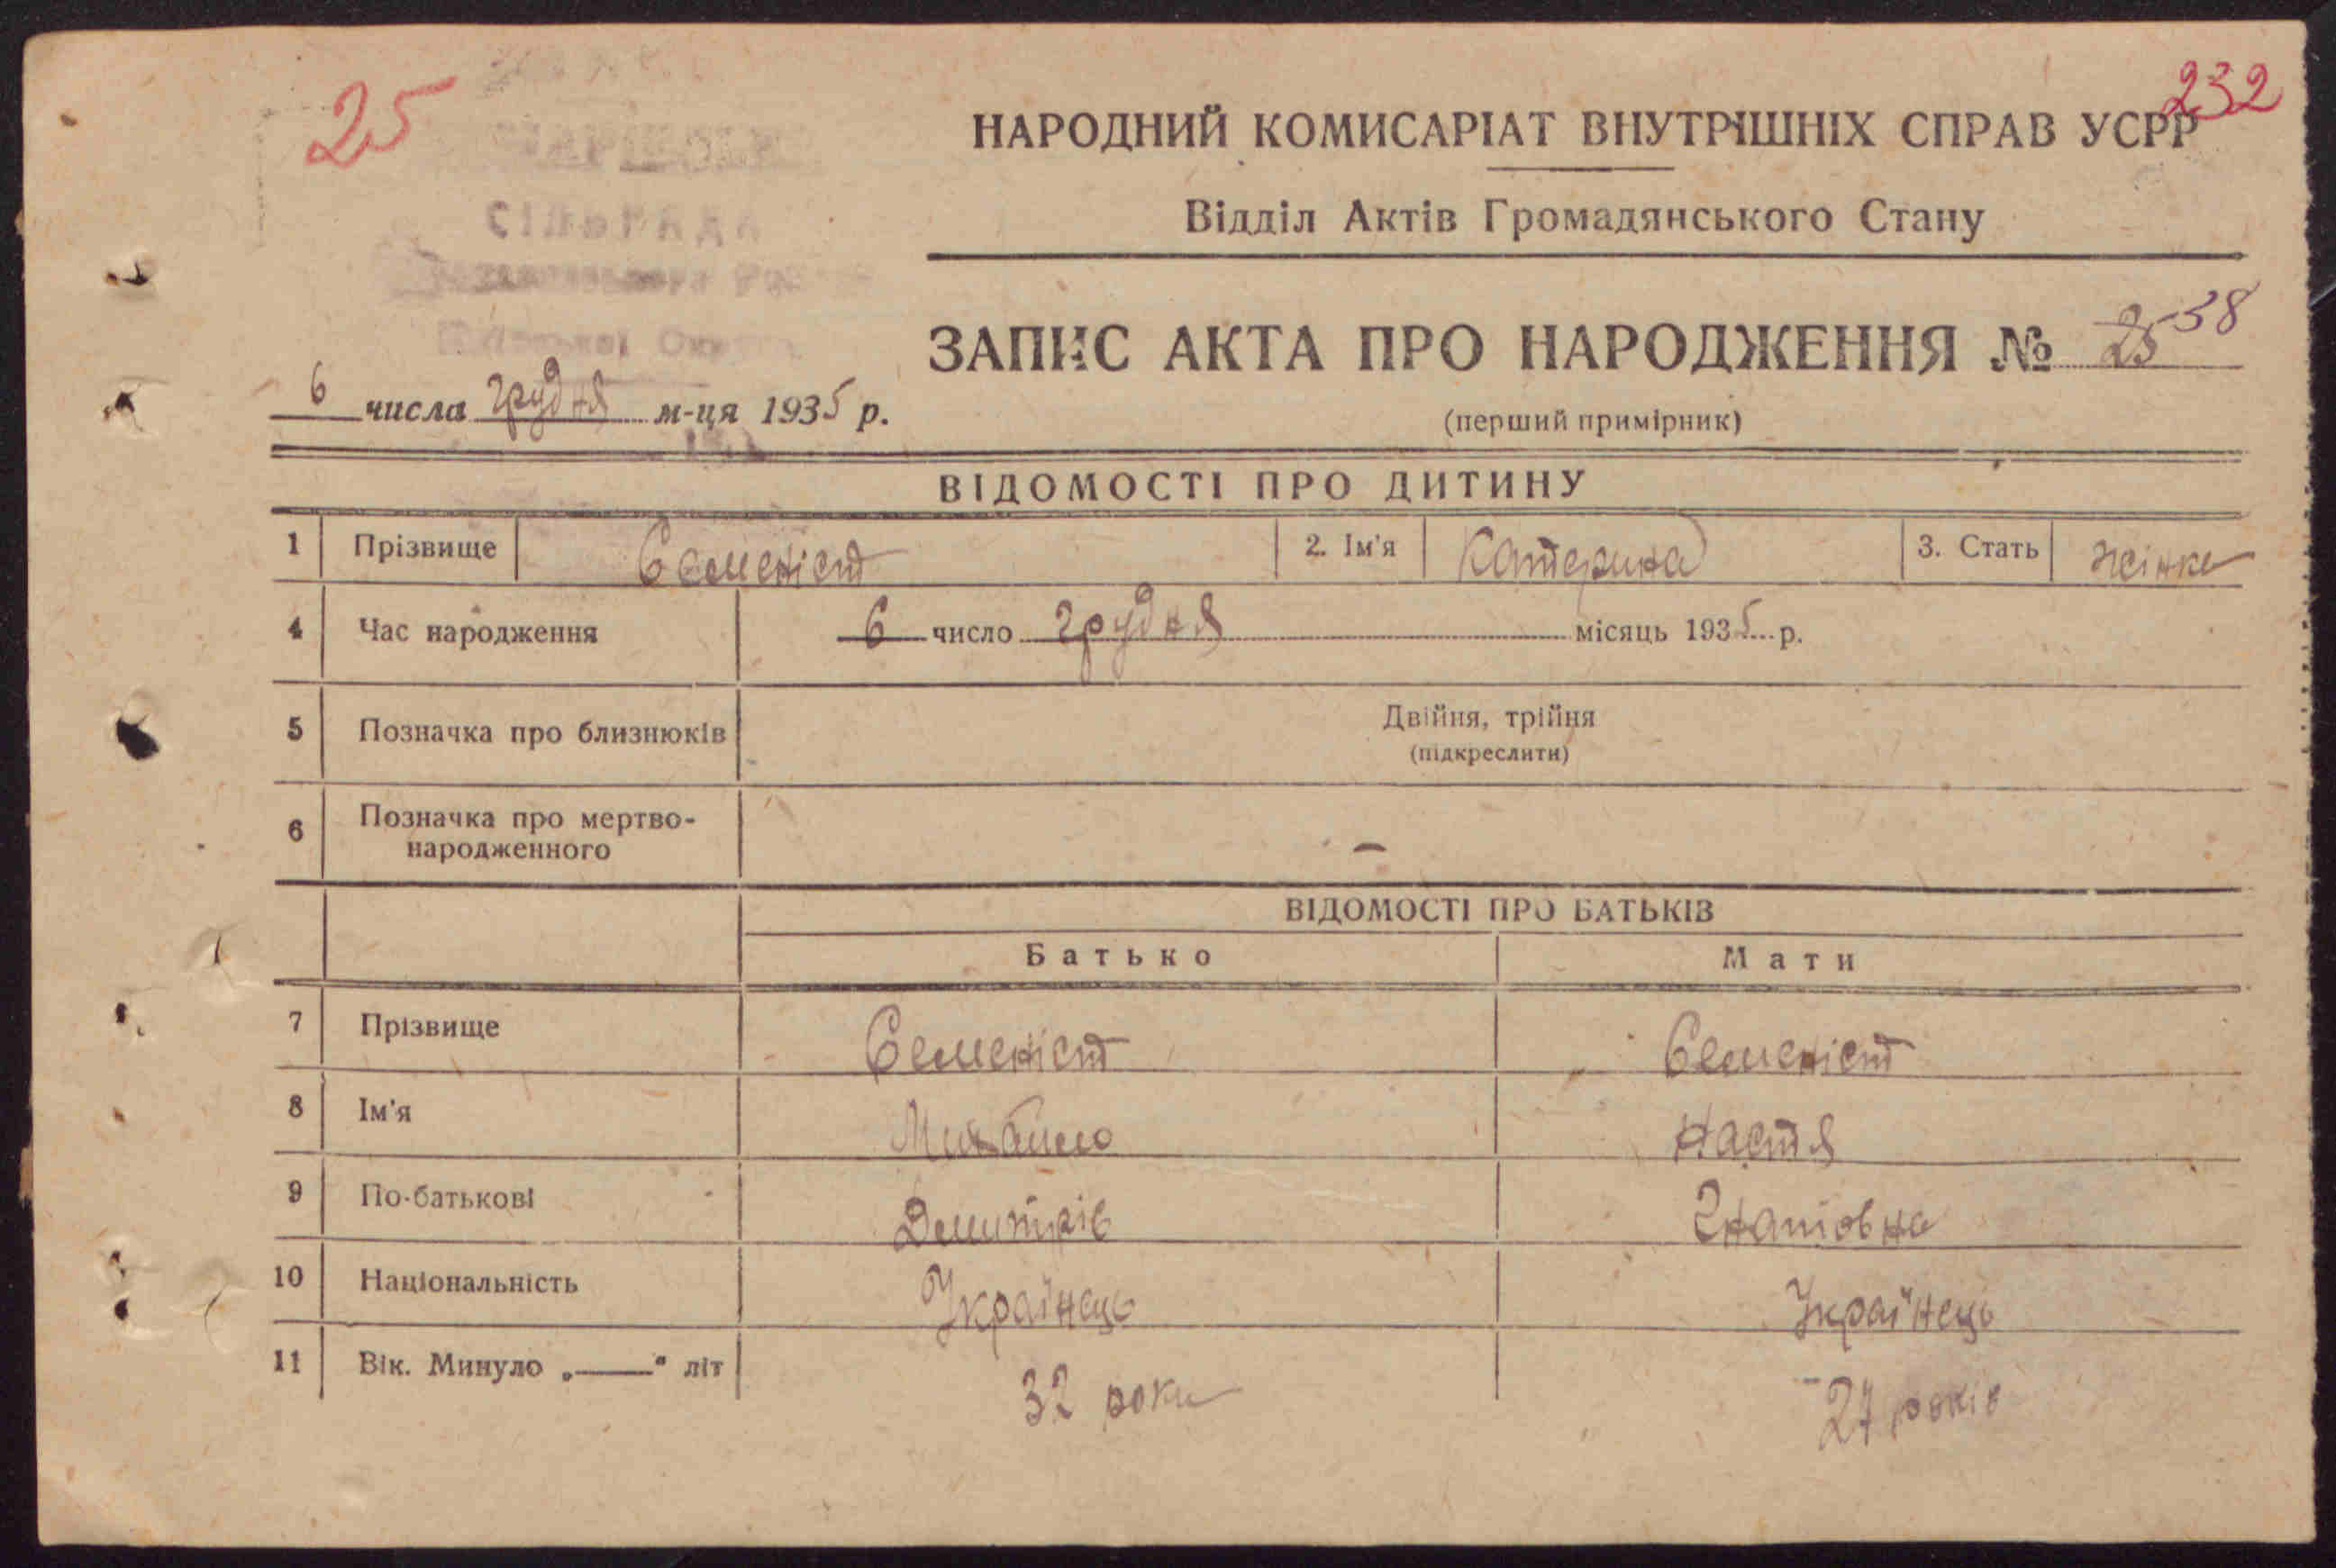 25
232
НАРОДНИЙ КОМИСАРІАТ ВНУТРІШНІХ СПРАВ УСРР
Відділ Актів Громадянського Стану
СІЛЬРАДА
ЗАПИС АКТА ПРО НАРОДЖЕННЯ № 25 38
6 числа грудня м-ця 1935 р.
(перший примірник)
ВІДОМОСТІ ПРО ДИТИНУ
1 Прізвище Семеніст 2. Ім'я Катерина 3. Стать жінка
4 Час народження 6 число грудня місяць 1935 р.
5 Позначка про близнюків Двійня, трійня
(підкреслити)
6 Позначка про мертво-
народженного —
ВІДОМОСТІ ПРО БАТЬКІВ
Батько Мати
7 Прізвище Семеніст Семеніст
8 Ім'я Михайло Настя
9 По-батькові Демитрів Гнатовна
10 Національність Українець Українець
11 Вік. Минуло „——" літ 32 роки 27 років